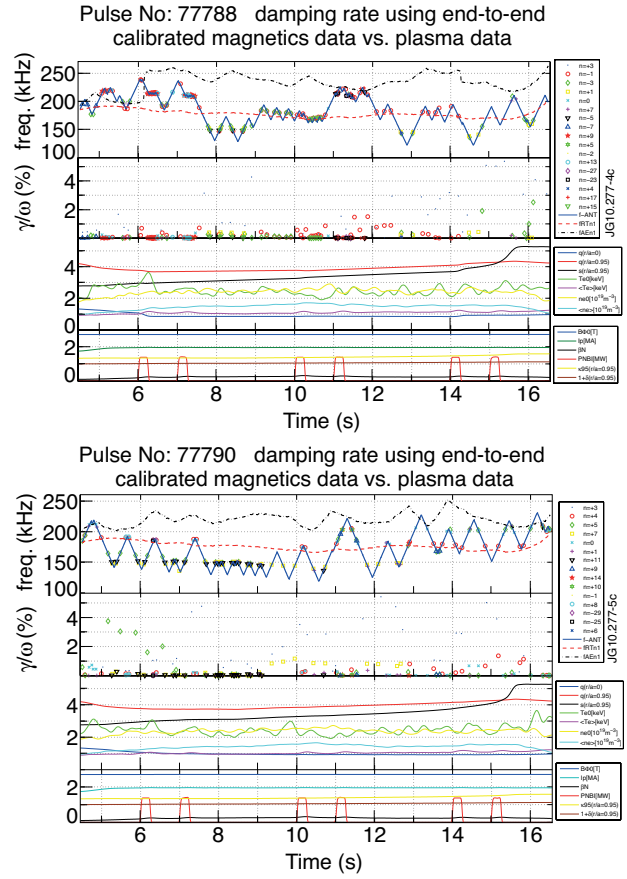 Pulse No: 77788 damping rate using end-to-end
calibrated magnetics data vs. plasma data
freq. (kHz)
250
200
150
100
n=+3
n=−1
n=−3
n=+1
n=0
n=+7
n=−5
n=−7
n=+9
n=+5
n=−2
n=+13
n=−27
n=−23
n=+4
n=+17
n=+15
f−ANT
fRTn1
fAEn1
JG10.277-4c
γ/ω (%)
4
2
0
4
2
0
q(r/a=0)
q(r/a=0.95)
s(r/a=0.95)
Te0[keV]
<Te>[keV]
ne0[10¹⁹m⁻³]
<ne>[10¹⁹m⁻³]
2
0
BΦ0[T]
Ip[MA]
βN
PNBI[MW]
κ95(r/a=0.95)
1+δ(r/a=0.95)
6 8 10 12 14 16
Time (s)
Pulse No: 77790 damping rate using end-to-end
calibrated magnetics data vs. plasma data
freq. (kHz)
250
200
150
100
n=+3
n=+4
n=+5
n=+7
n=0
n=+1
n=+11
n=+9
n=+14
n=+10
n=−1
n=+8
n=−29
n=−25
n=+6
f−ANT
fRTn1
fAEn1
JG10.277-5c
γ/ω (%)
4
2
0
4
2
q(r/a=0)
q(r/a=0.95)
s(r/a=0.95)
Te0[keV]
<Te>[keV]
ne0[10¹⁹m⁻³]
<ne>[10¹⁹m⁻³]
2
0
BΦ0[T]
Ip[MA]
βN
PNBI[MW]
κ95(r/a=0.95)
1+δ(r/a=0.95)
6 8 10 12 14 16
Time (s)